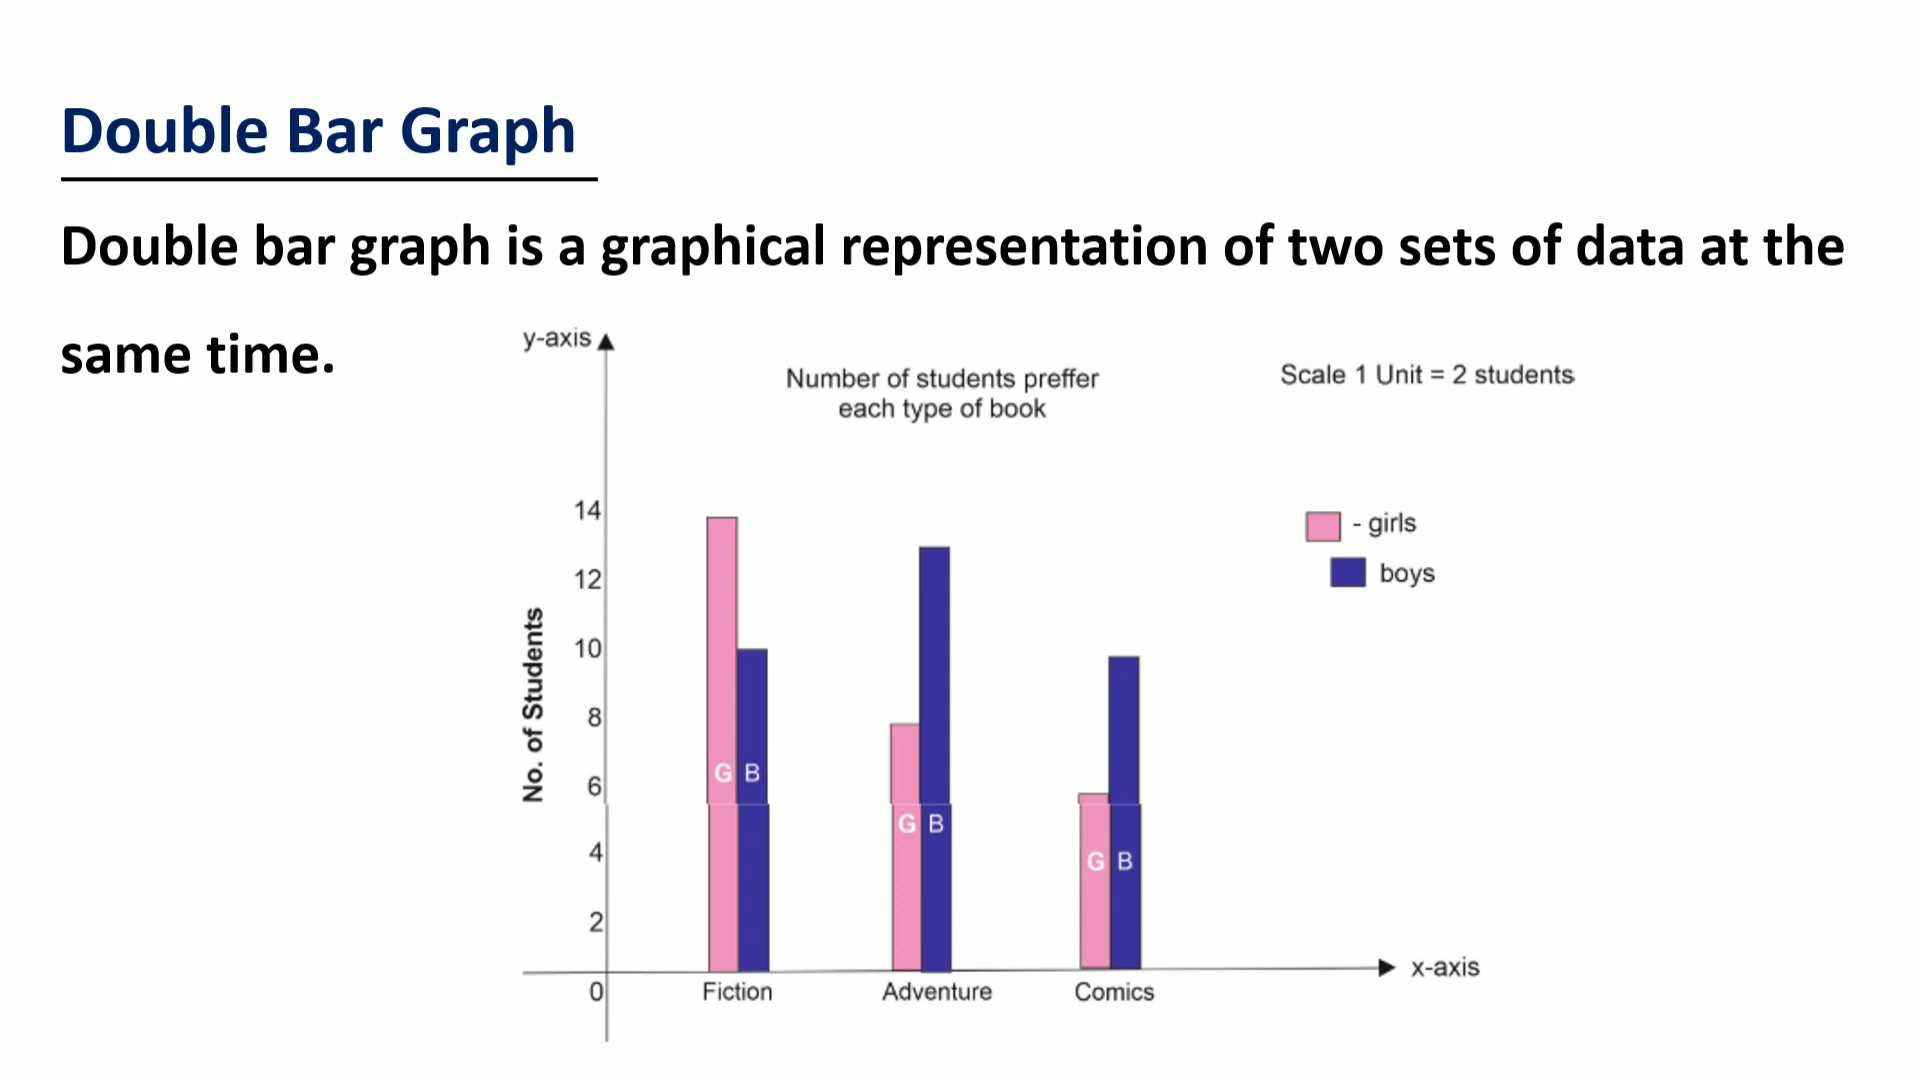 Double Bar Graph
Double bar graph is a graphical representation of two sets of data at the
same time.
y-axis
Number of students preffer
each type of book
Scale 1 Unit = 2 students
- girls
boys
No. of Students
14
12
10
8
6
4
2
0
G B
G B
G B
Fiction Adventure Comics
x-axis